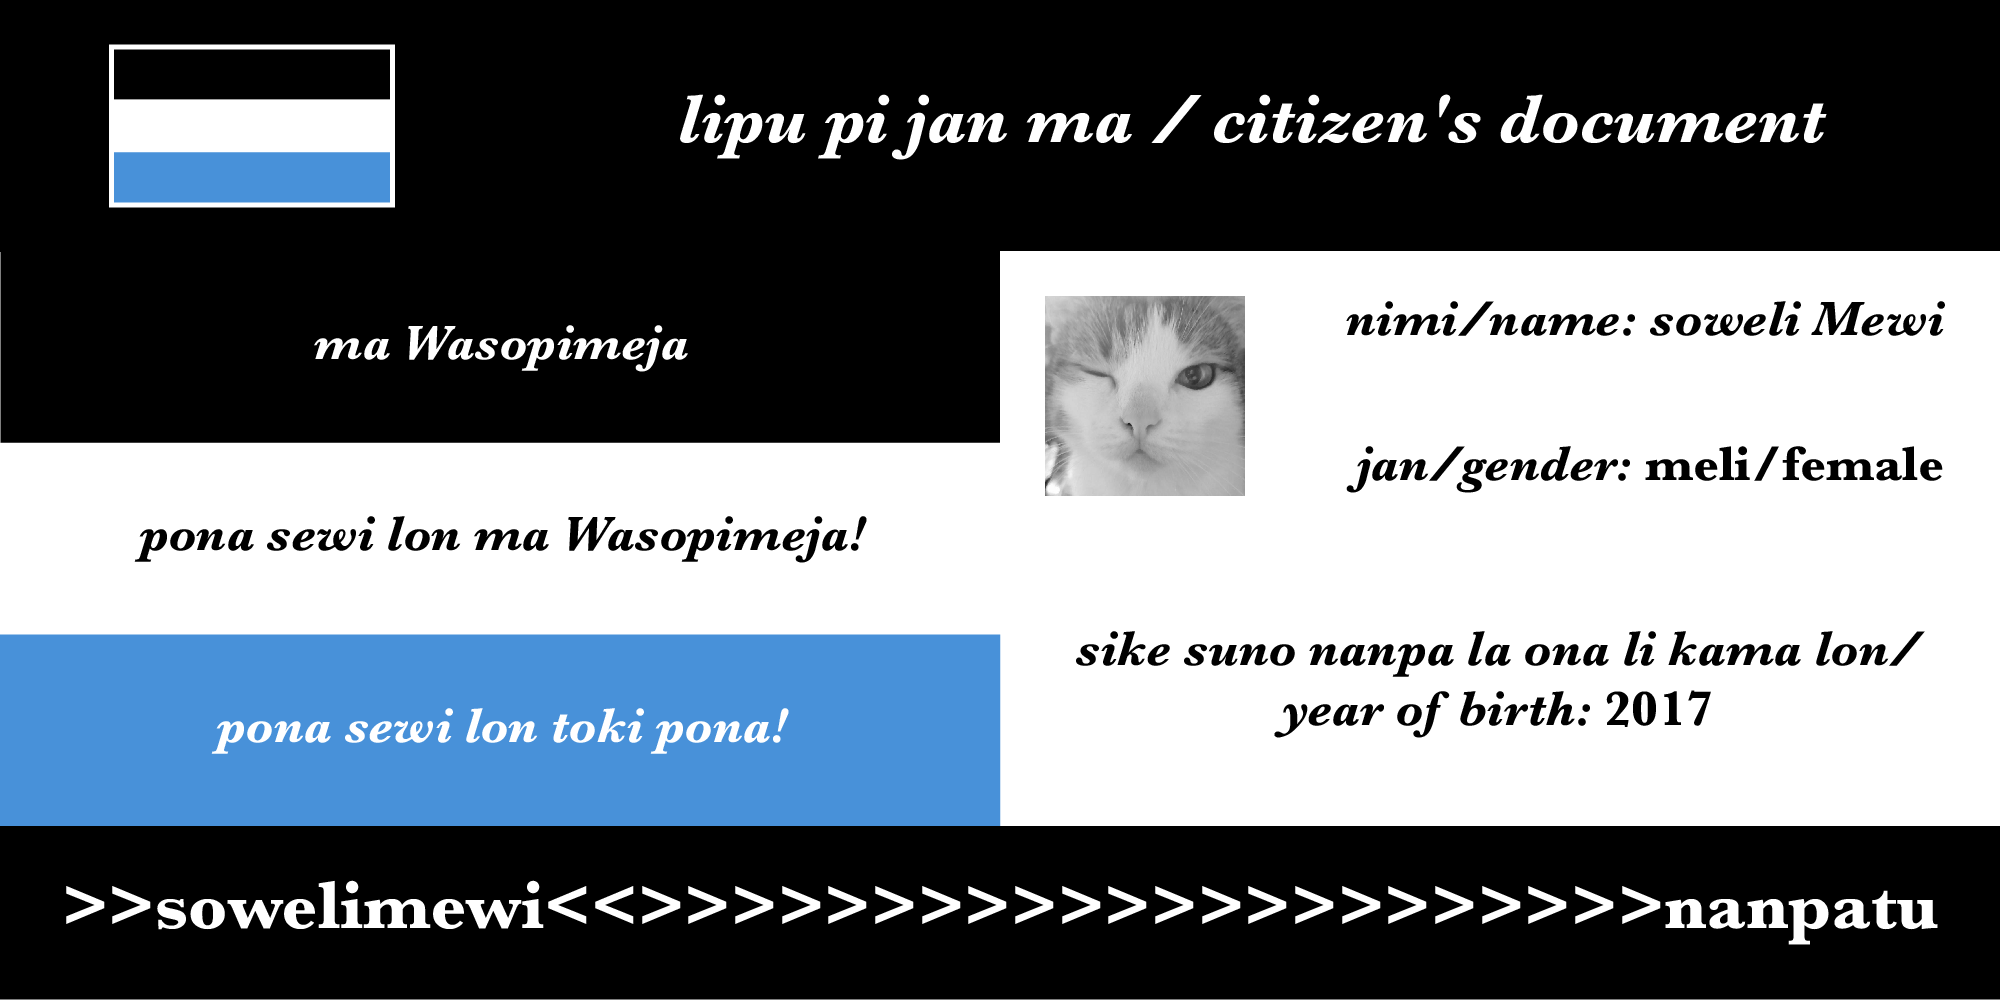 lipu pi jan ma / citizen's document
ma Wasopimeja
pona sewi lon ma Wasopimeja!
pona sewi lon toki pona!
nimi/name: soweli Mewi
jan/gender: meli/female
sike suno nanpa la ona li kama lon/
year of birth: 2017
>>sowelimewi<<>>>>>>>>>>>>>>>>>>>>>>nanpatu